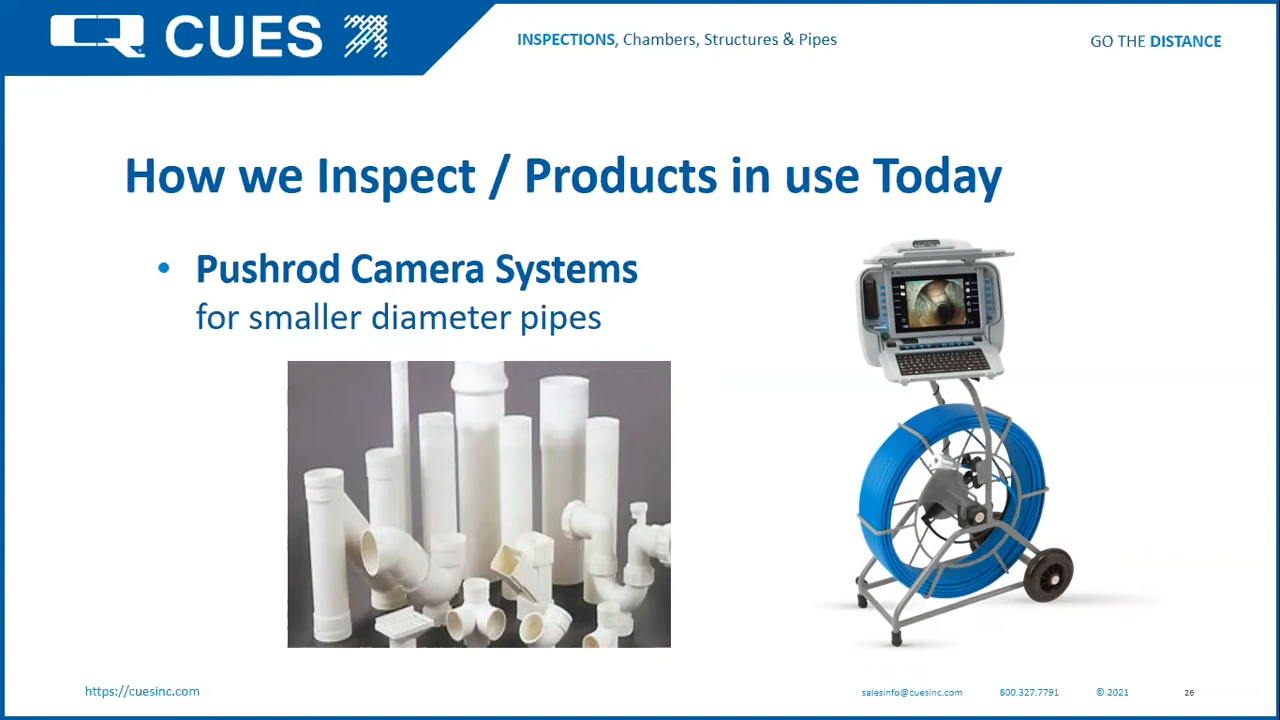 CUES
INSPECTIONS, Chambers, Structures & Pipes
GO THE DISTANCE
How we Inspect / Products in use Today
• Pushrod Camera Systems
for smaller diameter pipes
https://cuesinc.com
salesinfo@cuesinc.com
800.327.7791
© 2021
26